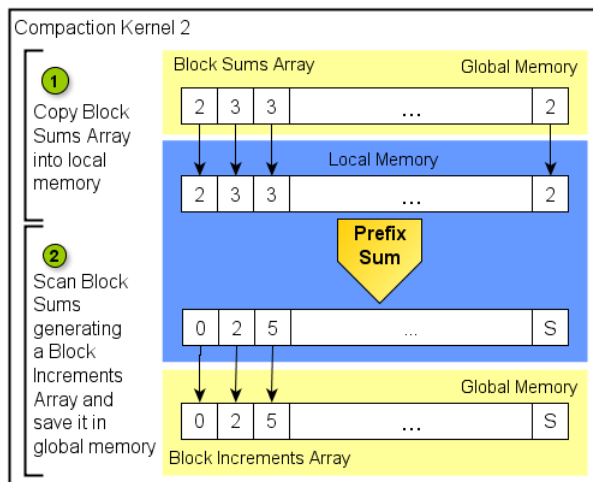 Compaction Kernel 2
1
Copy Block
Sums Array
into local
memory
Block Sums Array
Global Memory
2 3 3 ... 2
Local Memory
2 3 3 ... 2
Prefix
Sum
2
Scan Block
Sums
generating
a Block
Increments
Array and
save it in
global memory
0 2 5 ... S
Global Memory
0 2 5 ... S
Block Increments Array